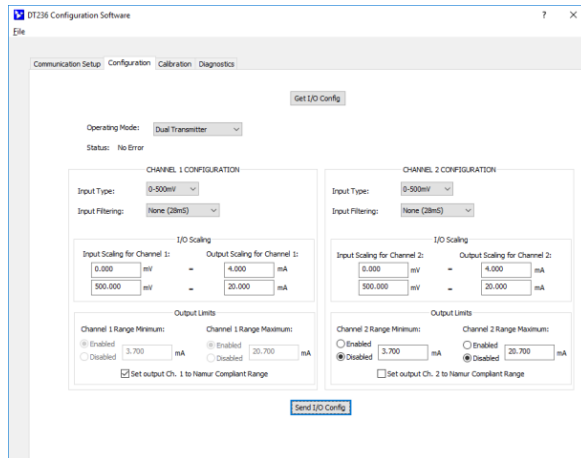 DT236 Configuration Software ? ×
File
Communication Setup Configuration Calibration Diagnostics
Get I/O Config
Operating Mode: Dual Transmitter
Status: No Error
CHANNEL 1 CONFIGURATION
Input Type: 0-500mV
Input Filtering: None (28mS)
I/O Scaling
Input Scaling for Channel 1: Output Scaling for Channel 1:
0.000 mV = 4.000 mA
500.000 mV = 20.000 mA
Output Limits
Channel 1 Range Minimum: Channel 1 Range Maximum:
Enabled Enabled
Disabled 3.700 mA Disabled 20.700 mA
Set output Ch. 1 to Namur Compliant Range
CHANNEL 2 CONFIGURATION
Input Type: 0-500mV
Input Filtering: None (28mS)
I/O Scaling
Input Scaling for Channel 2: Output Scaling for Channel 2:
0.000 mV = 4.000 mA
500.000 mV = 20.000 mA
Output Limits
Channel 2 Range Minimum: Channel 2 Range Maximum:
Enabled Enabled
Disabled 3.700 mA Disabled 20.700 mA
Set output Ch. 2 to Namur Compliant Range
Send I/O Config